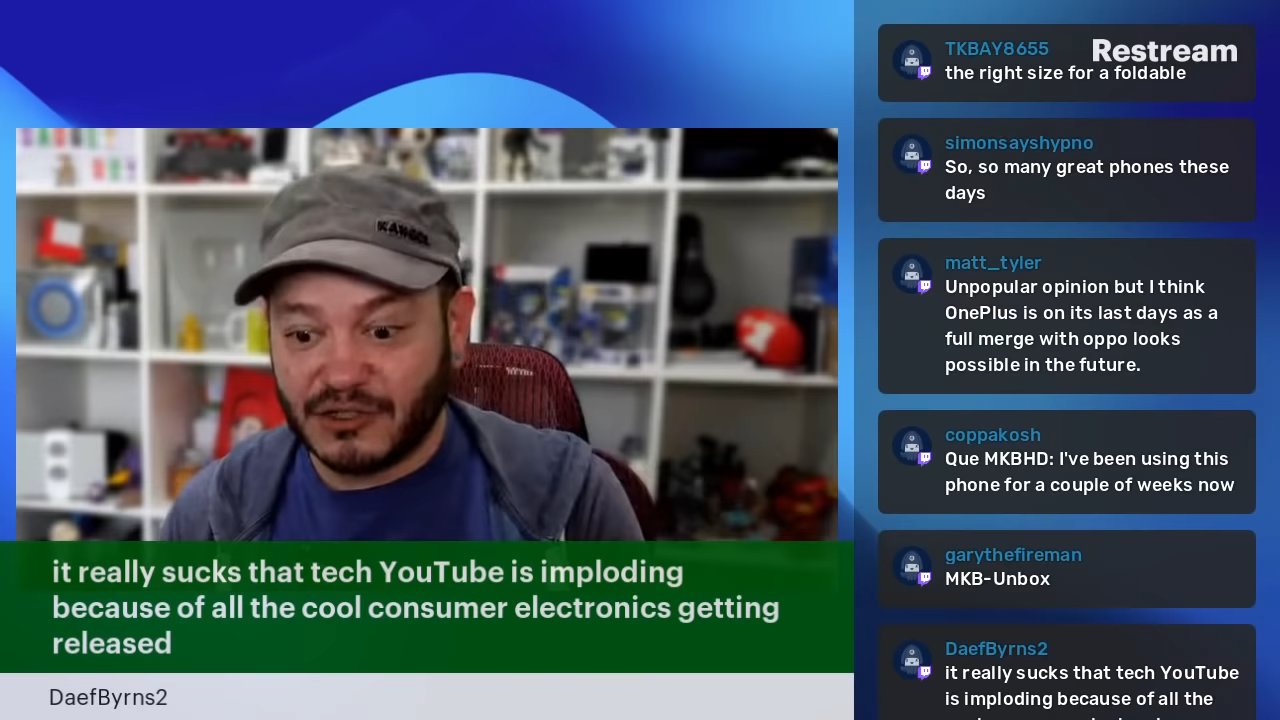 TKBAY8655
Restream
the right size for a foldable
simonsayshypno
So, so many great phones these
days
matt_tyler
Unpopular opinion but I think
OnePlus is on its last days as a
full merge with oppo looks
possible in the future.
coppakosh
Que MKBHD: I've been using this
phone for a couple of weeks now
garythefireman
MKB-Unbox
DaefByrns2
it really sucks that tech YouTube
is imploding because of all the
KANGOL
it really sucks that tech YouTube is imploding
because of all the cool consumer electronics getting
released
DaefByrns2